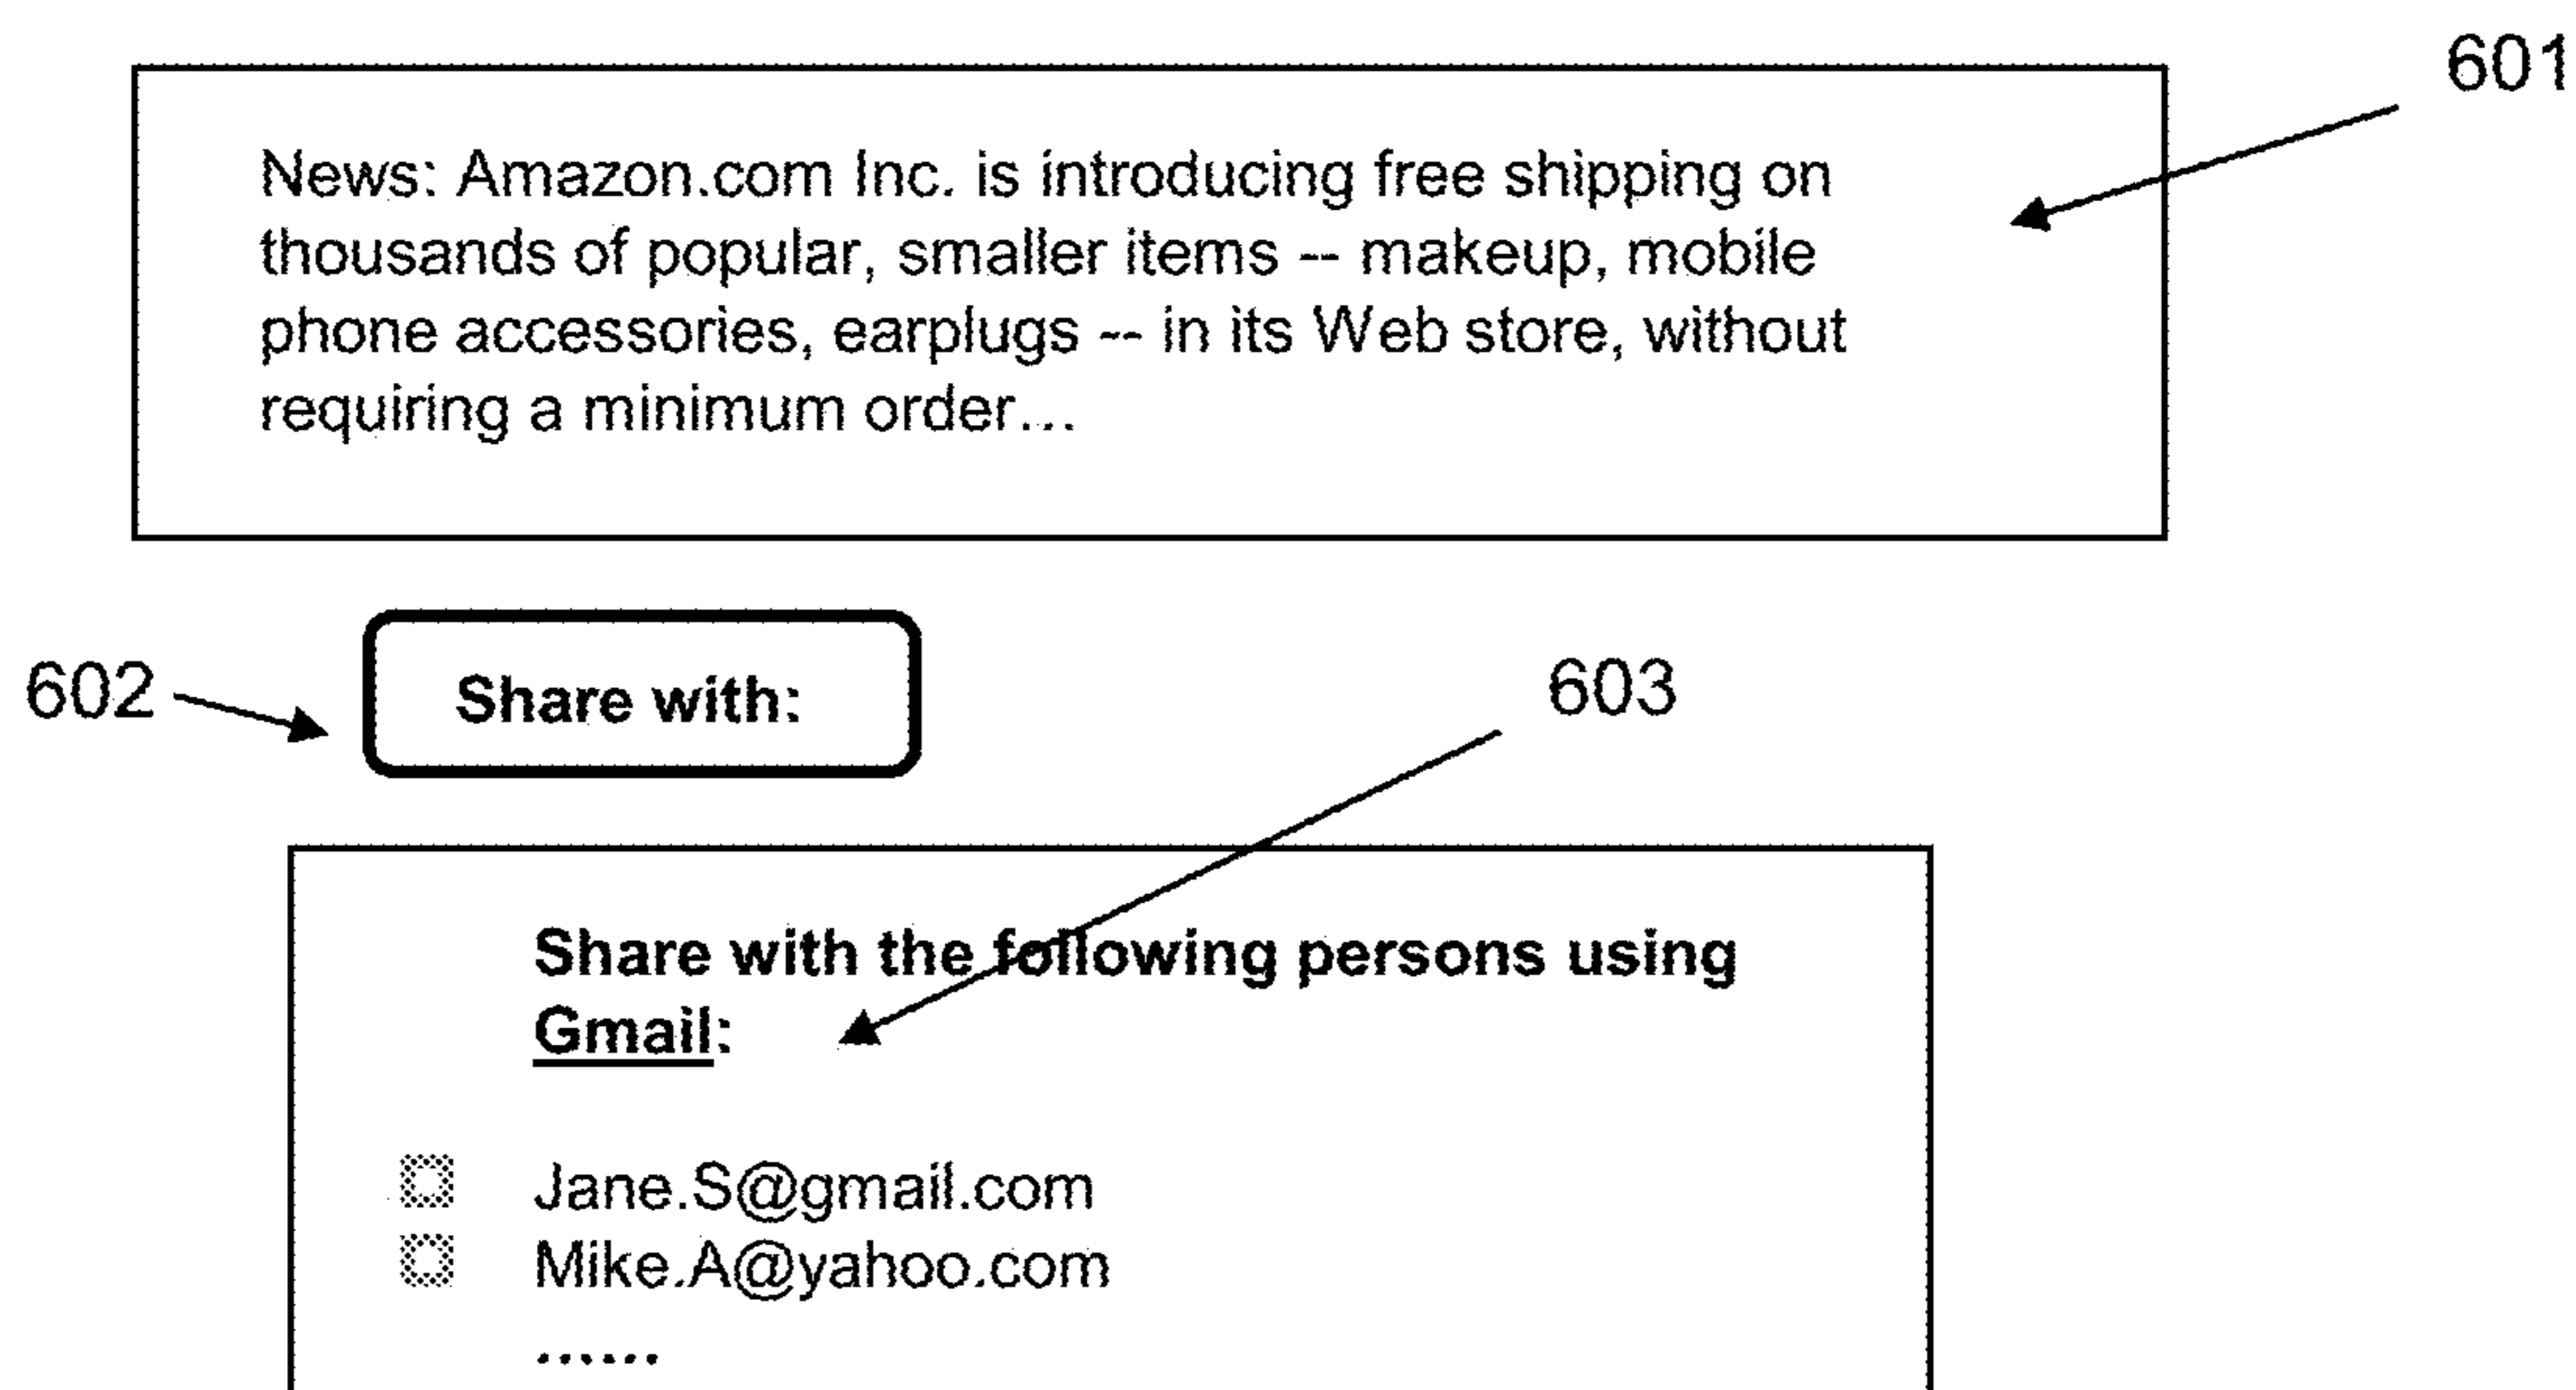 601
News: Amazon.com Inc. is introducing free shipping on
thousands of popular, smaller items -- makeup, mobile
phone accessories, earplugs -- in its Web store, without
requiring a minimum order...
602
Share with:
603
Share with the following persons using
Gmail:
Jane.S@gmail.com
Mike.A@yahoo.com
......